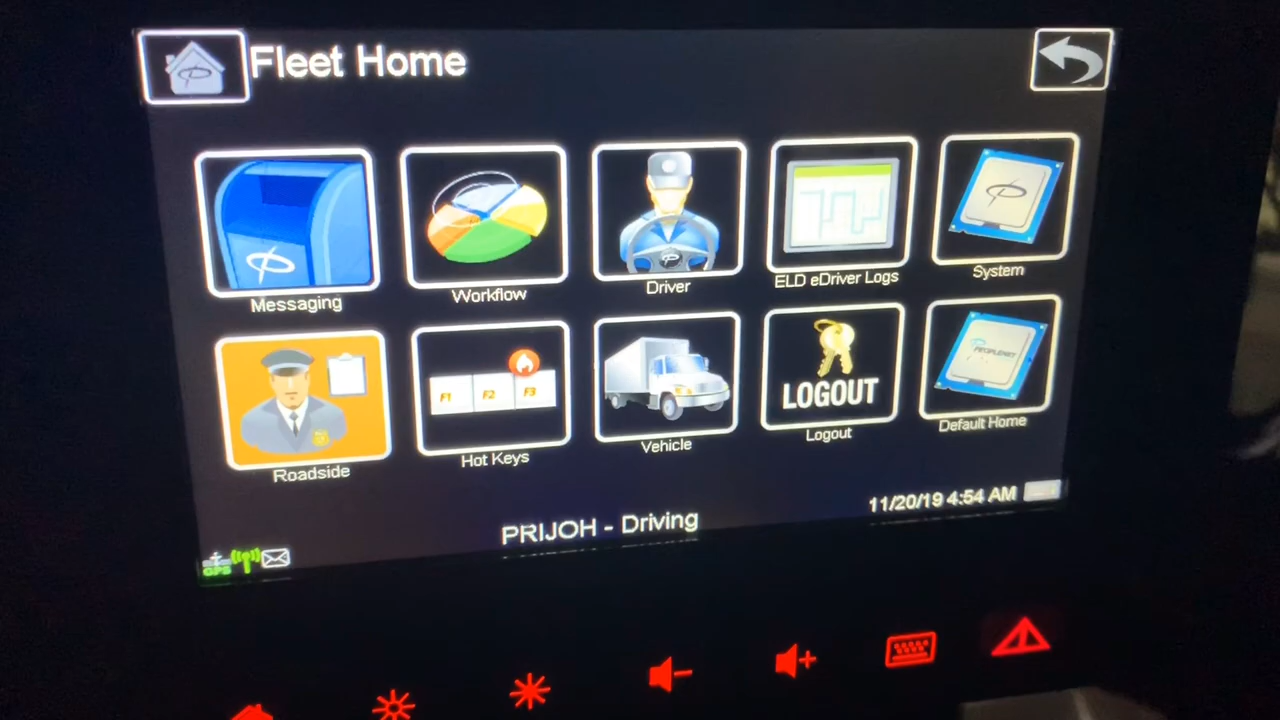 Fleet Home
Messaging
Workflow
Driver
ELD eDriver Logs
System
F1 F2 F3
LOGOUT
PEOPLENET
Roadside
Hot Keys
Vehicle
Logout
Default Home
11/20/19 4:54 AM
PRIJOH - Driving
GPS